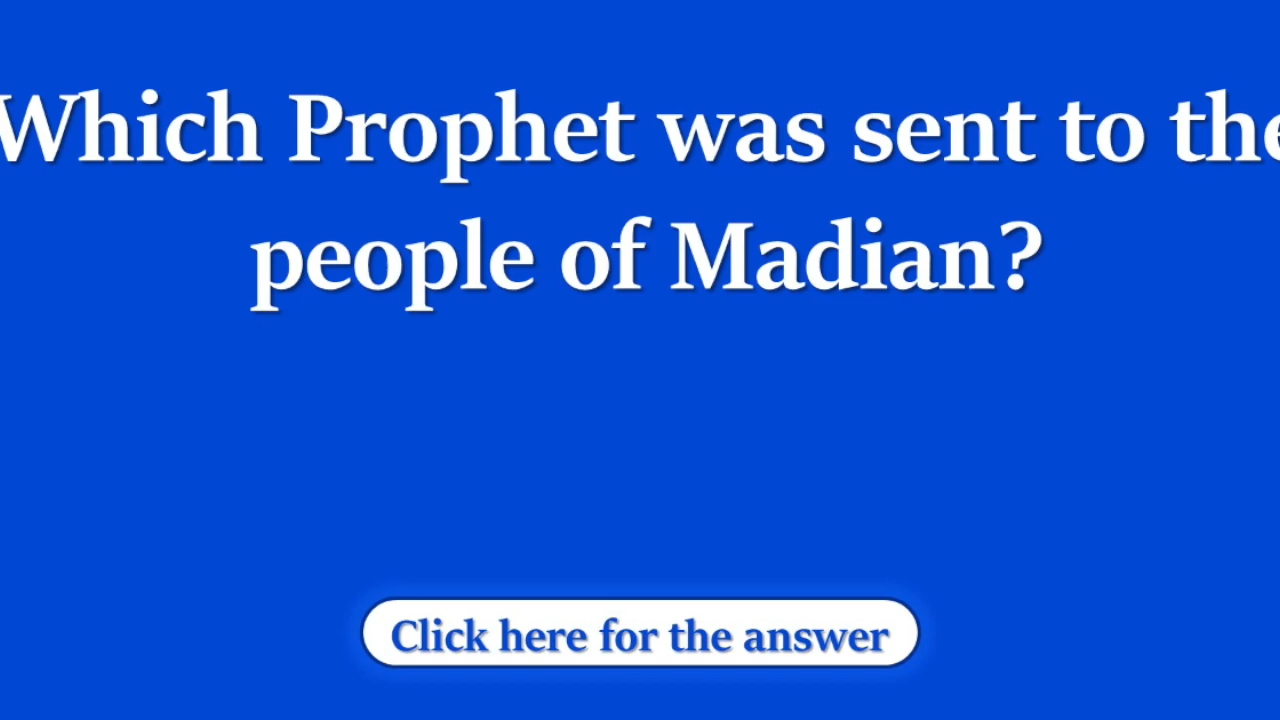 Which Prophet was sent to the
people of Madian?
Click here for the answer